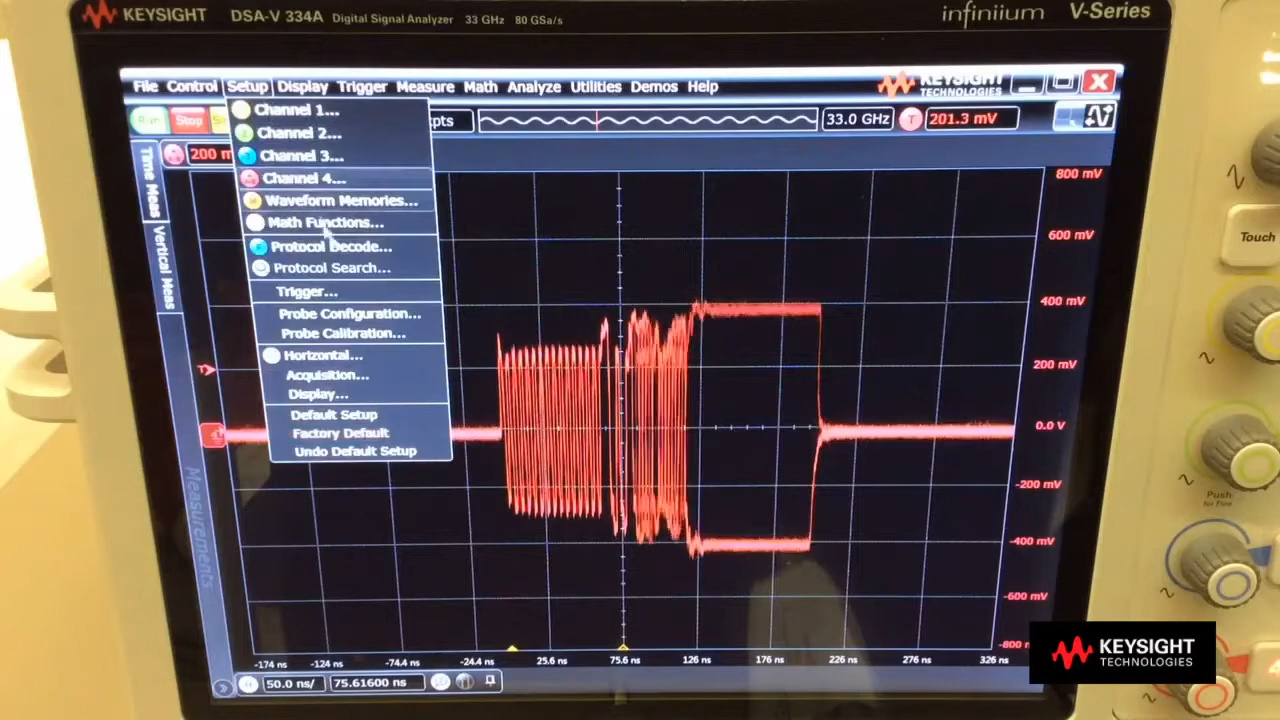 KEYSIGHT DSA-V 334A Digital Signal Analyzer 33 GHz 80 GSa/s infiniium V-Series
File Control Setup Display Trigger Measure Math Analyze Utilities Demos Help
KEYSIGHT
TECHNOLOGIES
Run Stop
33.0 GHz T 201.3 mV
Channel 1...
Channel 2...
Channel 3...
Channel 4...
Waveform Memories...
Math Functions...
Protocol Decode...
Protocol Search...
Trigger...
Probe Configuration...
Probe Calibration...
Horizontal...
Acquisition...
Display...
Default Setup
Factory Default
Undo Default Setup
Time Meas
Vertical Meas
Measurements
200 m
T
800 mV
600 mV
400 mV
200 mV
0.0 V
-200 mV
-400 mV
-600 mV
-800
-174 ns -124 ns -74.4 ns -24.4 ns 25.6 ns 75.6 ns 126 ns 176 ns 226 ns 276 ns 326 ns
50.0 ns/ 75.61600 ns
Touch
Push
for Fine
KEYSIGHT
TECHNOLOGIES